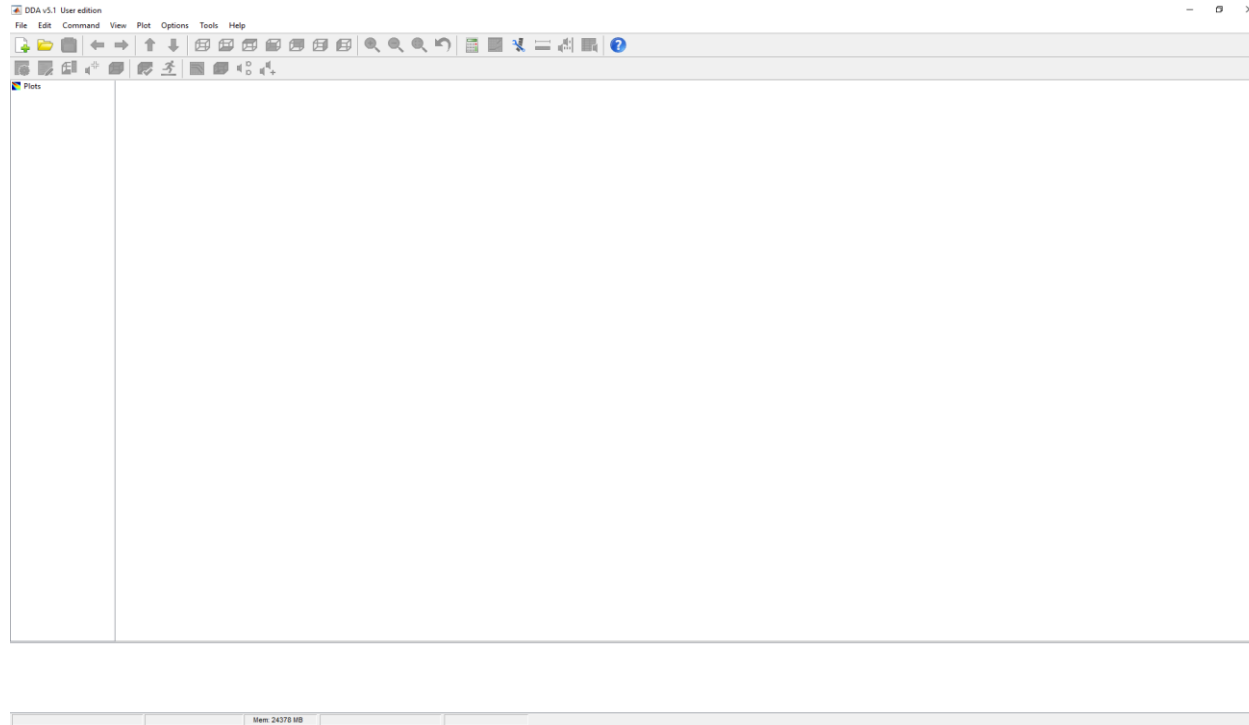 DDA v5.1 User edition
File Edit Command View Plot Options Tools Help
Plots
Mem: 24378 MB